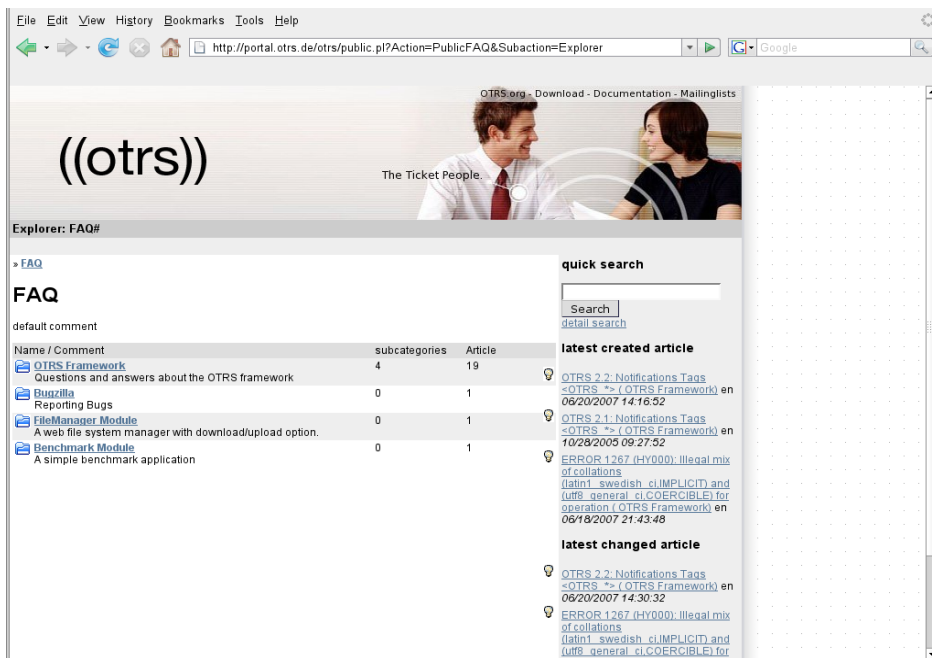 File Edit View History Bookmarks Tools Help
http://portal.otrs.de/otrs/public.pl?Action=PublicFAQ&Subaction=Explorer
G Google
OTRS.org - Download - Documentation - Mailinglists
((otrs))
The Ticket People.
Explorer: FAQ#
» FAQ
FAQ
default comment
Name / Comment subcategories Article
OTRS Framework 4 19
Questions and answers about the OTRS framework
Bugzilla 0 1
Reporting Bugs
FileManager Module 0 1
A web file system manager with download/upload option.
Benchmark Module 0 1
A simple benchmark application
quick search
Search
detail search
latest created article
OTRS 2.2: Notifications Tags
<OTRS_*> ( OTRS Framework) en
06/20/2007 14:16:52
OTRS 2.1: Notifications Tags
<OTRS_*> ( OTRS Framework) en
10/28/2005 09:27:52
ERROR 1267 (HY000): Illegal mix
of collations
(latin1_swedish_ci,IMPLICIT) and
(utf8_general_ci,COERCIBLE) for
operation ( OTRS Framework) en
06/18/2007 21:43:48
latest changed article
OTRS 2.2: Notifications Tags
<OTRS_*> ( OTRS Framework) en
06/20/2007 14:30:32
ERROR 1267 (HY000): Illegal mix
of collations
(latin1_swedish_ci,IMPLICIT) and
(utf8_general_ci,COERCIBLE) for